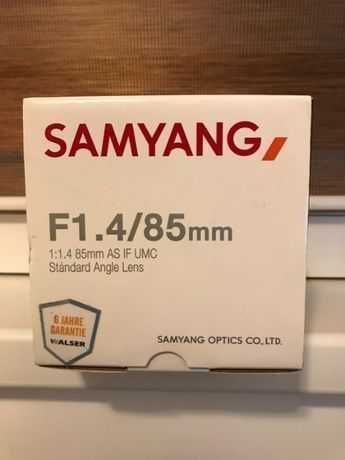 SAMYANG
F1.4/85mm
1:1.4 85mm AS IF UMC
Standard Angle Lens
6 JAHRE
GARANTIE
WALSER
SAMYANG OPTICS CO,.LTD.